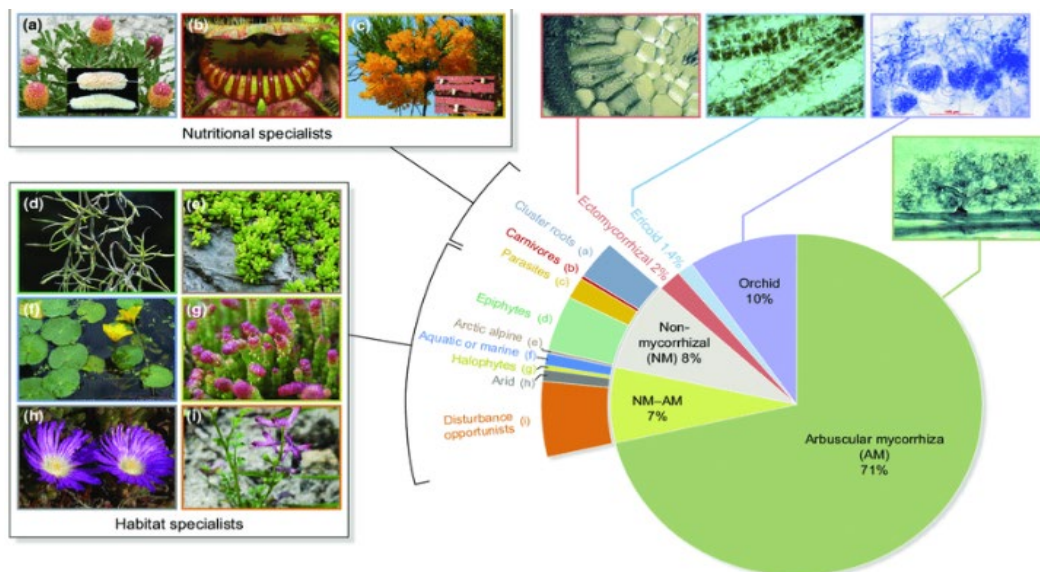 (a)
(b)
(c)
Nutritional specialists
(d)
(e)
(f)
(g)
(h)
(i)
Habitat specialists
Cluster roots (a)
Carnivores (b)
Parasites (c)
Epiphytes (d)
Arctic alpine (e)
Aquatic or marine (f)
Halophytes (g)
Arid (h)
Disturbance (i)
opportunists
Ectomycorrhizal 2%
Ericoid 1.4%
Orchid
10%
Non-
mycorrhizal
(NM) 8%
NM–AM
7%
Arbuscular mycorrhiza
(AM)
71%